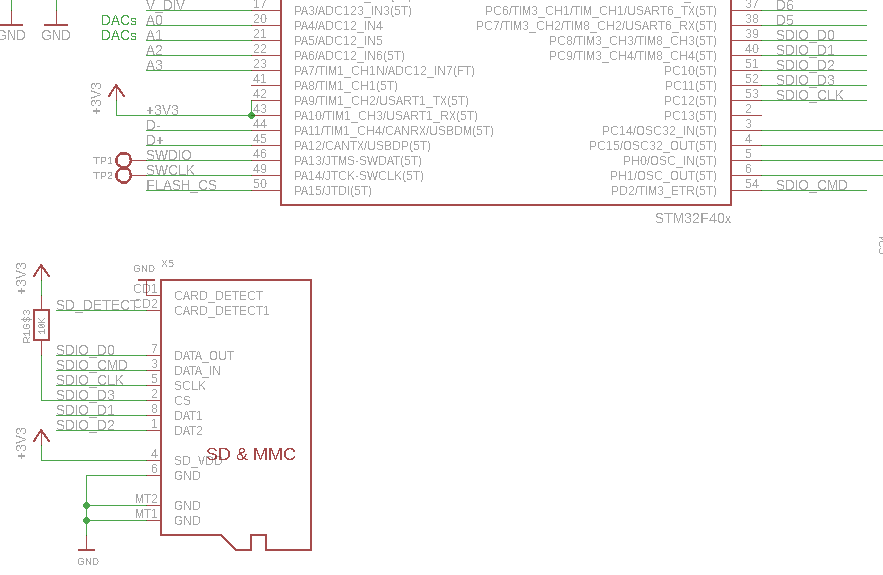 V_DIV 17 PA3/ADC123_IN3(5T) PC6/TIM3_CH1/TIM_CH1/USART6_TX(5T) 37 D6
DACs A0 20 PA4/ADC12_IN4 PC7/TIM3_CH2/TIM8_CH2/USART6_RX(5T) 38 D5
GND GND DACs A1 21 PA5/ADC12_IN5 PC8/TIM3_CH3/TIM8_CH3(5T) 39 SDIO_D0
A2 22 PA6/ADC12_IN6(5T) PC9/TIM3_CH4/TIM8_CH4(5T) 40 SDIO_D1
A3 23 PA7/TIM1_CH1N/ADC12_IN7(FT) PC10(5T) 51 SDIO_D2
41 PA8/TIM1_CH1(5T) PC11(5T) 52 SDIO_D3
+3V3 42 PA9/TIM1_CH2/USART1_TX(5T) PC12(5T) 53 SDIO_CLK
+3V3 43 PA10/TIM1_CH3/USART1_RX(5T) PC13(5T) 2
D- 44 PA11/TIM1_CH4/CANRX/USBDM(5T) PC14/OSC32_IN(5T) 3
D+ 45 PA12/CANTX/USBDP(5T) PC15/OSC32_OUT(5T) 4
TP1 SWDIO 46 PA13/JTMS-SWDAT(5T) PH0/OSC_IN(5T) 5
TP2 SWCLK 49 PA14/JTCK-SWCLK(5T) PH1/OSC_OUT(5T) 6
FLASH_CS 50 PA15/JTDI(5T) PD2/TIM3_ETR(5T) 54 SDIO_CMD
STM32F40x
GND X5
+3V3 CD1 CARD_DETECT
SD_DETECT CD2 CARD_DETECT1
R1G$3 10K
SDIO_D0 7 DATA_OUT
SDIO_CMD 3 DATA_IN
SDIO_CLK 5 SCLK
SDIO_D3 2 CS
SDIO_D1 8 DAT1
SDIO_D2 1 DAT2
+3V3 4 SD_VDD SD & MMC
6 GND
MT2 GND
MT1 GND
GND